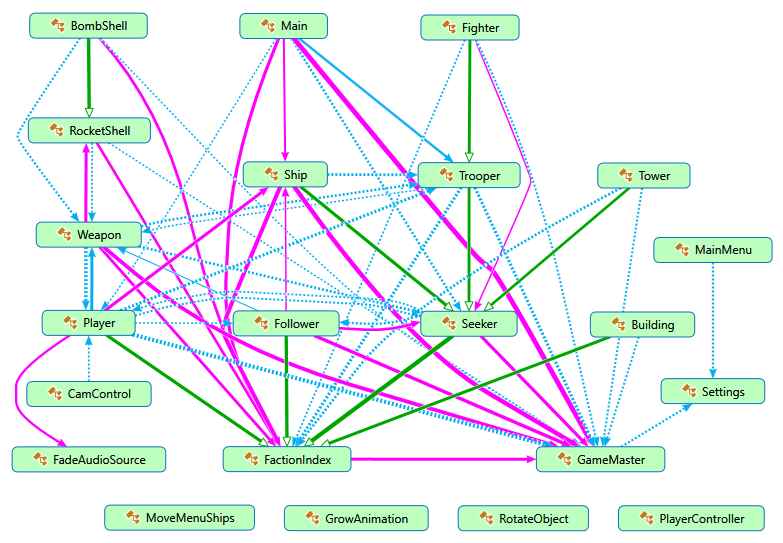 BombShell
Main
Fighter
RocketShell
Ship
Trooper
Tower
Weapon
MainMenu
Player
Follower
Seeker
Building
CamControl
Settings
FadeAudioSource
FactionIndex
GameMaster
MoveMenuShips
GrowAnimation
RotateObject
PlayerController